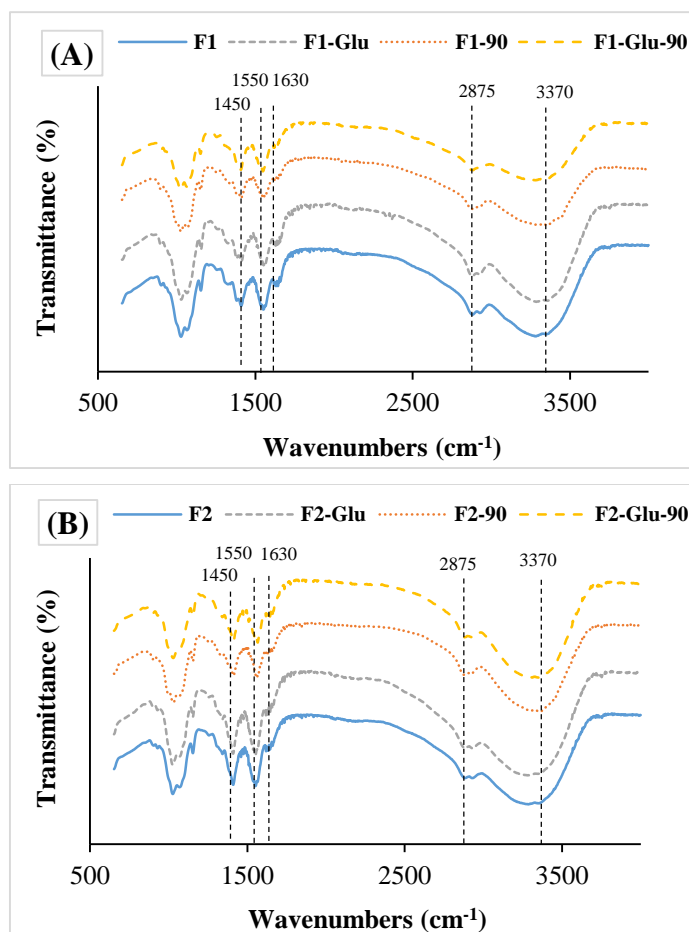 (A)
F1 F1-Glu F1-90 F1-Glu-90
1550 1630 2875 3370
1450
Transmittance (%)
500 1500 2500 3500
Wavenumbers (cm-1)
(B)
F2 F2-Glu F2-90 F2-Glu-90
1550 1630 2875 3370
1450
Transmittance (%)
500 1500 2500 3500
Wavenumbers (cm-1)